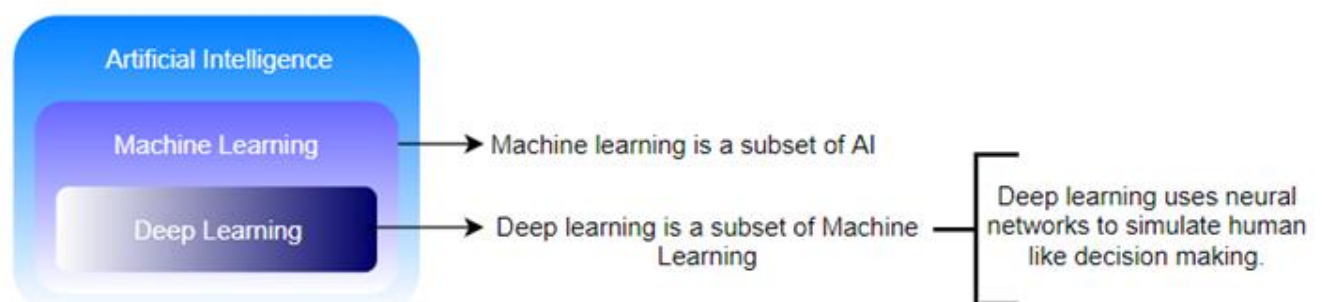 Artificial Intelligence
Machine Learning
Machine learning is a subset of AI
Deep Learning
Deep learning is a subset of Machine
Learning
Deep learning uses neural
networks to simulate human
like decision making.